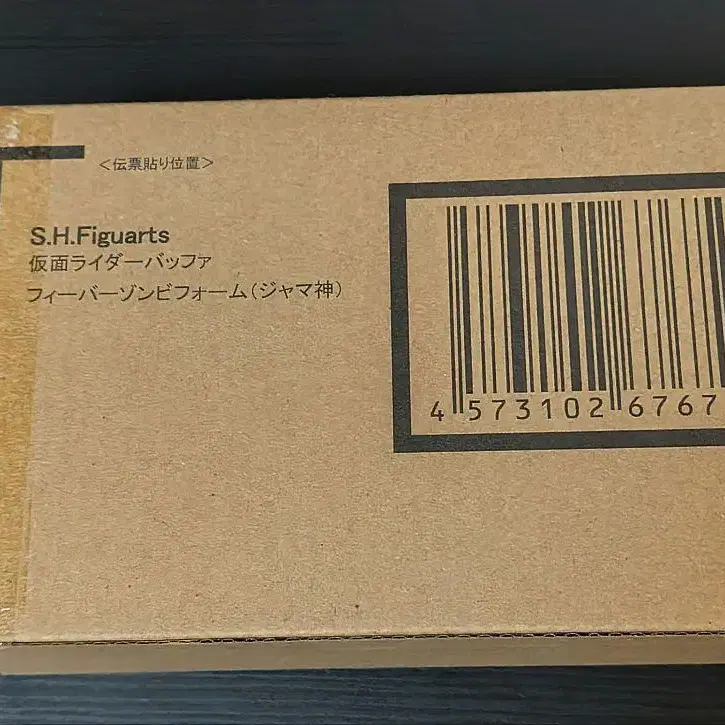 <伝票貼り位置>
S.H.Figuarts
仮面ライダーバッファ
フィーバーゾンビフォーム(ジャマ神)
4 573102 6767